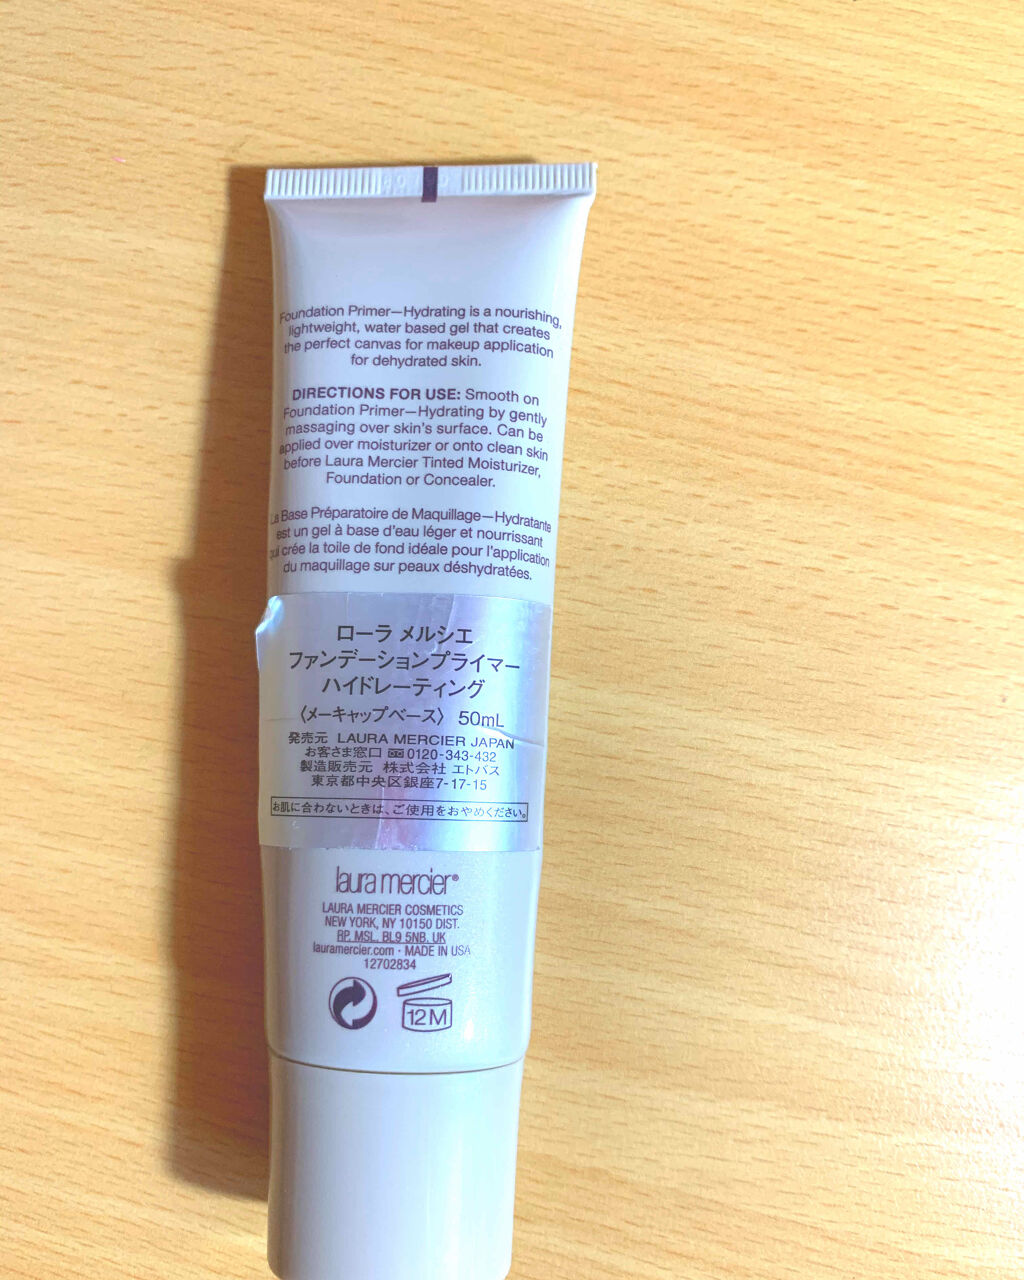 Foundation Primer—Hydrating is a nourishing,
lightweight, water based gel that creates
the perfect canvas for makeup application
for dehydrated skin.
DIRECTIONS FOR USE: Smooth on
Foundation Primer—Hydrating by gently
massaging over skin's surface. Can be
applied over moisturizer or onto clean skin
before Laura Mercier Tinted Moisturizer,
Foundation or Concealer.
La Base Préparatoire de Maquillage—Hydratante
est un gel à base d'eau léger et nourrissant
qui crée la toile de fond idéale pour l'application
du maquillage sur peaux déshydratées.
ローラ メルシエ
ファンデーションプライマー
ハイドレーティング
〈メーキャップベース〉 50mL
発売元 LAURA MERCIER JAPAN
お客さま窓口 0120-343-432
製造販売元 株式会社 エトバス
東京都中央区銀座7-17-15
お肌に合わないときは、ご使用をおやめください。
laura mercier®
LAURA MERCIER COSMETICS
NEW YORK, NY 10150 DIST.
RP. MSL. BL9 5NB. UK
lauramercier.com · MADE IN USA
12702834
12M